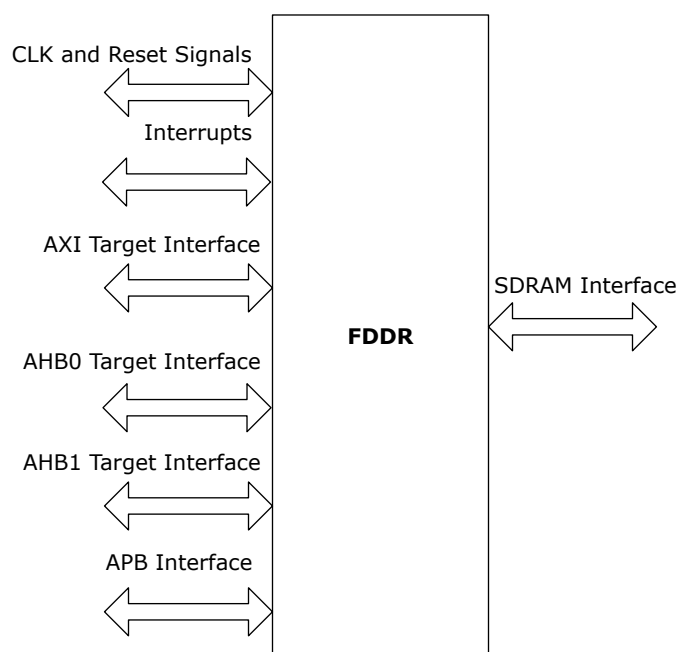 CLK and Reset Signals
Interrupts
AXI Target Interface
SDRAM Interface
FDDR
AHB0 Target Interface
AHB1 Target Interface
APB Interface